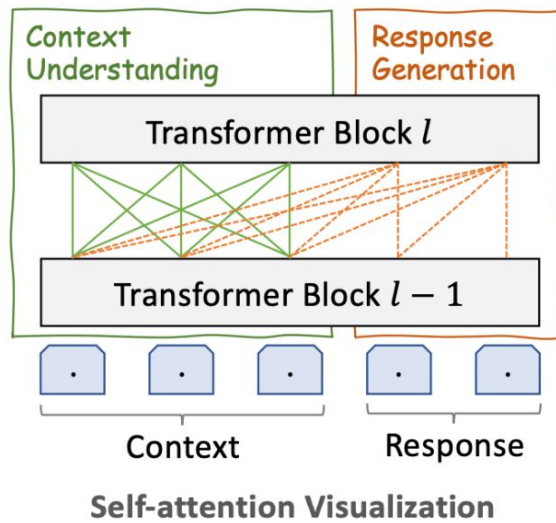 Context
Understanding
Response
Generation
Transformer Block l
Transformer Block l − 1
Context
Response
Self-attention Visualization